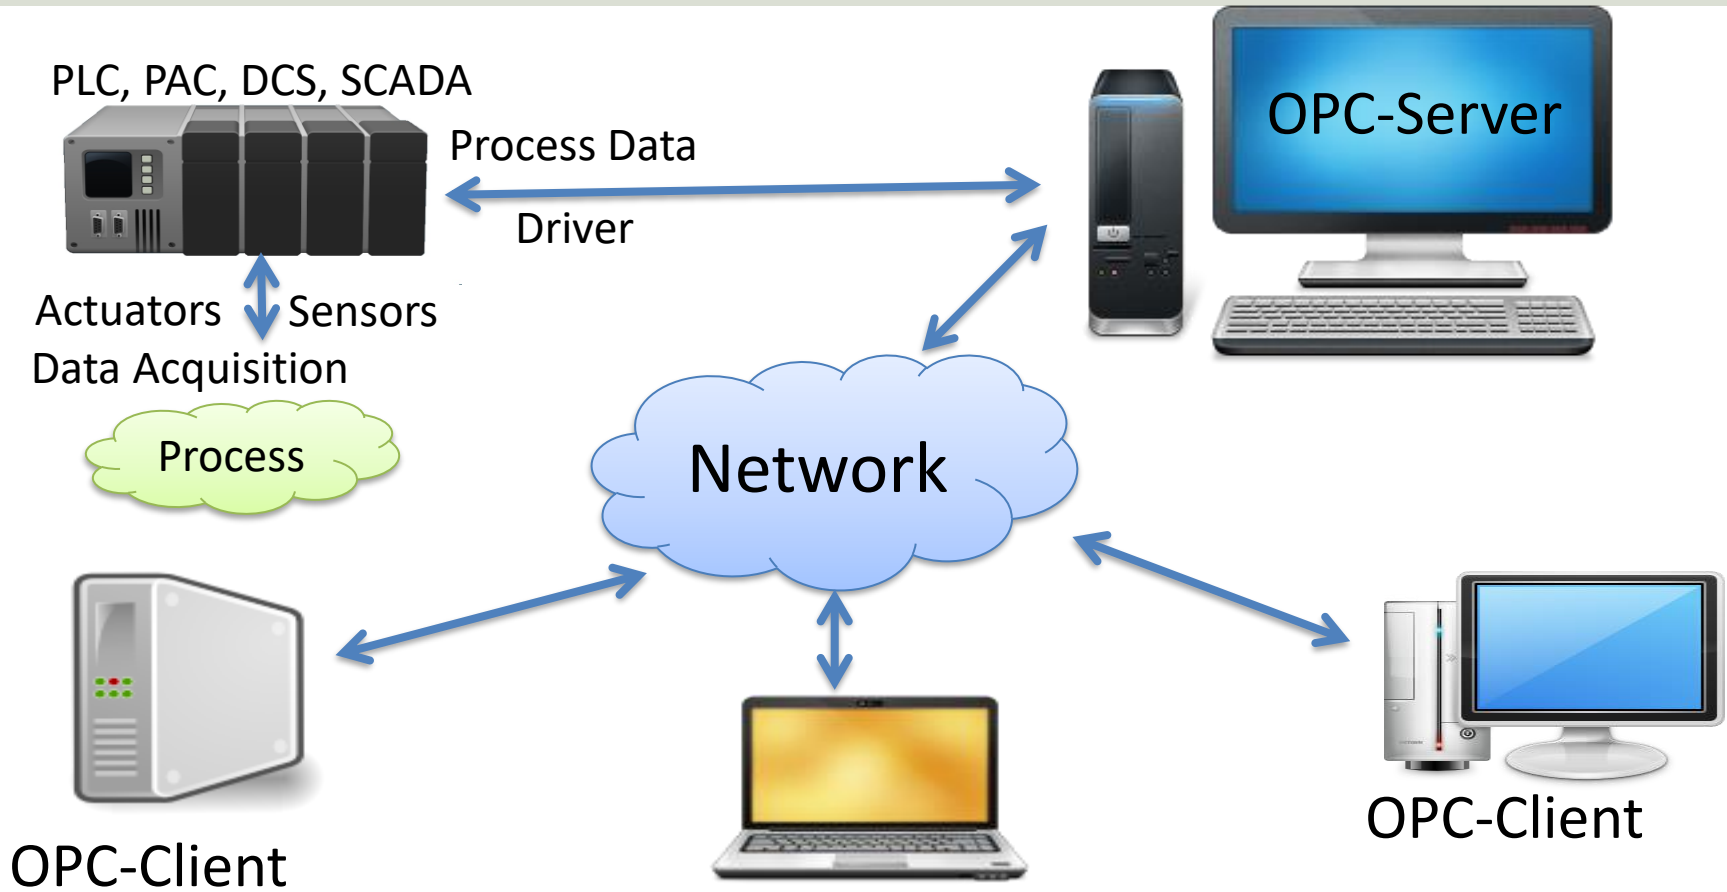 PLC, PAC, DCS, SCADA
OPC-Server
Process Data
Driver
Actuators
Sensors
Data Acquisition
Process
Network
OPC-Client
OPC-Client